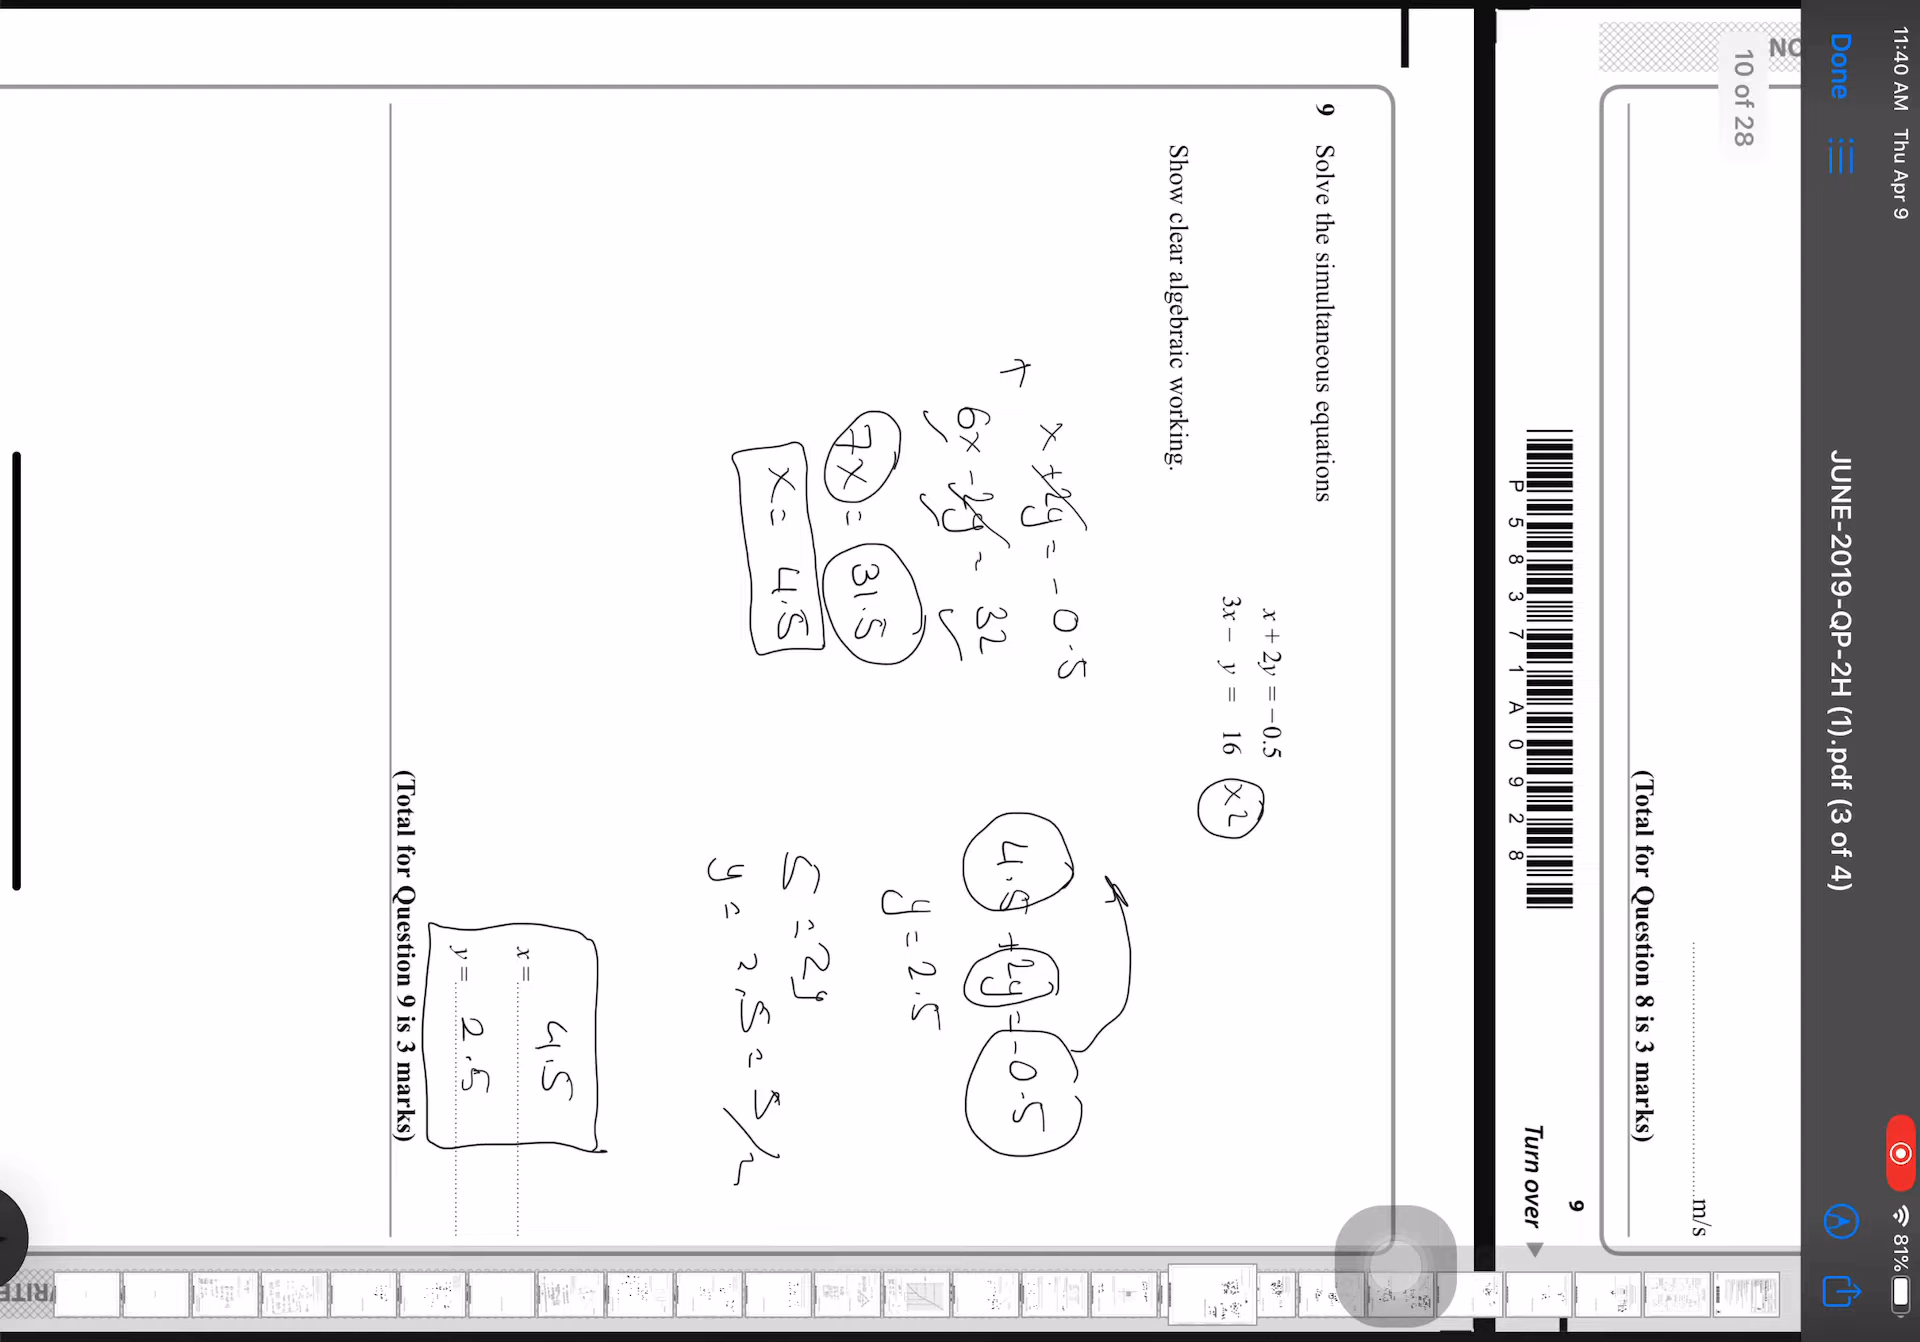 11:40 AM Thu Apr 9
81%
Done
JUNE-2019-QP-2H (1).pdf (3 of 4)
10 of 28
m/s
(Total for Question 8 is 3 marks)
9
Turn over
P 5 8 3 7 1 A 0 9 2 8
9 Solve the simultaneous equations
x + 2y = -0.5
3x - y = 16 ×2
Show clear algebraic working.
x + 2y = -0.5
+
6x - 2y = 32
7x = 31.5
x = 4.5
4.5 + 2y = -0.5
y = 2.5
5 = 2y
y = 2.5 = 5/2
x = 4.5
y = 2.5
(Total for Question 9 is 3 marks)